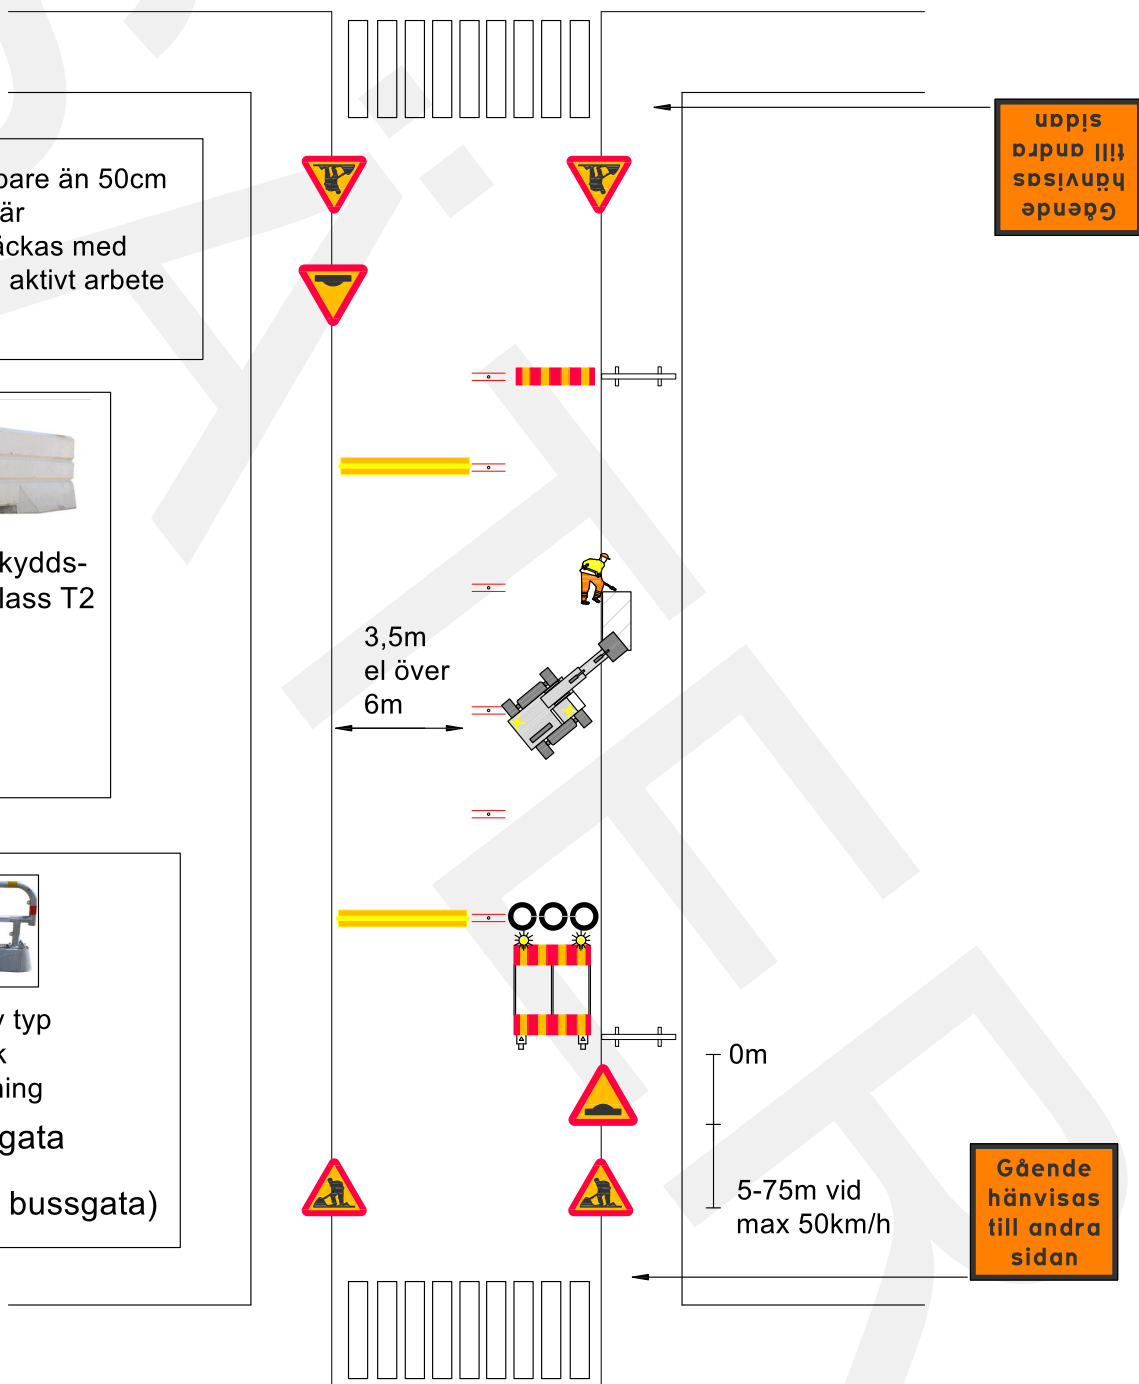 pare än 50cm
är
äckas med
aktivt arbete
kydds-
lass T2
typ
k
ning
gata
bussgata)
3,5m
el över
6m
Gående
hänvisas
till andra
sidan
0m
5-75m vid
max 50km/h
Gående
hänvisas
till andra
sidan